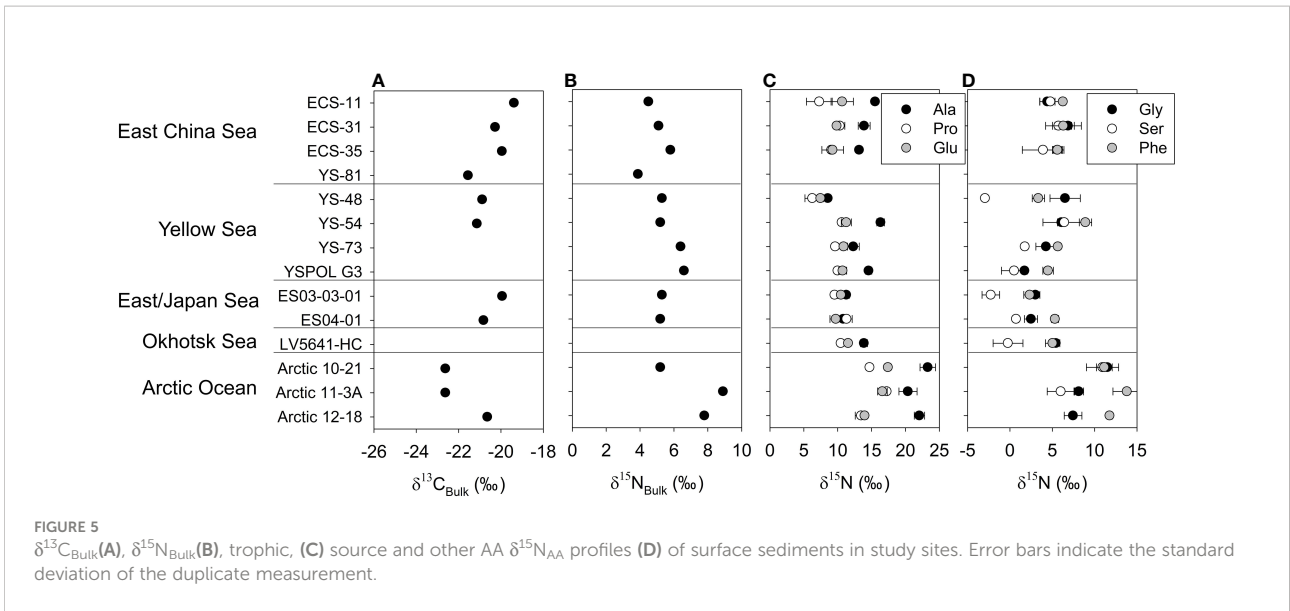 A
B
C
D
East China Sea
ECS-11
ECS-31
ECS-35
YS-81
Yellow Sea
YS-48
YS-54
YS-73
YSPOL G3
East/Japan Sea
ES03-03-01
ES04-01
Okhotsk Sea
LV5641-HC
Arctic Ocean
Arctic 10-21
Arctic 11-3A
Arctic 12-18
Ala
Pro
Glu
Gly
Ser
Phe
-26 -24 -22 -20 -18
0 2 4 6 8 10
0 5 10 15 20 25
-5 0 5 10 15
δ13CBulk (‰)
δ15NBulk (‰)
δ15N (‰)
δ15N (‰)
FIGURE 5
δ13CBulk(A), δ15NBulk(B), trophic, (C) source and other AA δ15NAA profiles (D) of surface sediments in study sites. Error bars indicate the standard
deviation of the duplicate measurement.